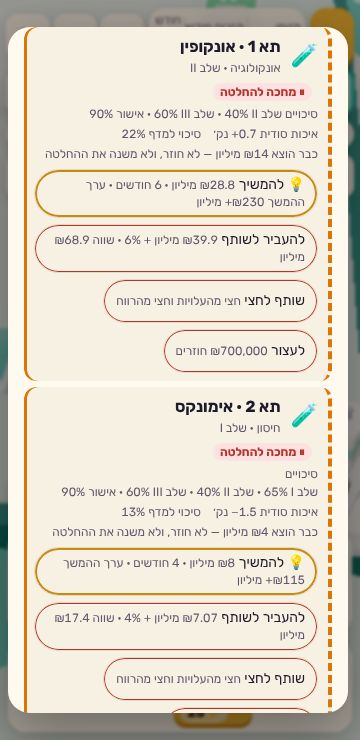 תא 1 · אונקופין
אונקולוגיה · שלב II
מחכה להחלטה
סיכויים שלב II ‏40% · שלב III ‏60% · אישור 90%
איכות סודית 0.7+ נק׳ סיכוי למדף 22%
כבר הוצא ₪14 מיליון — לא חוזר, ולא משנה את ההחלטה
💡 להמשיך ₪28.8 מיליון · 6 חודשים · ערך
ההמשך ₪230+ מיליון
להעביר לשותף ₪39.9 מיליון + 6% · שווה ₪68.9
מיליון
שותף לחצי חצי מהעלויות וחצי מהרווח
לעצור ₪700,000 חוזרים
תא 2 · אימונקס
חיסון · שלב I
מחכה להחלטה
סיכויים
שלב I ‏65% · שלב II ‏40% · שלב III ‏60% · אישור 90%
איכות סודית 1.5− נק׳ סיכוי למדף 13%
כבר הוצא ₪4 מיליון — לא חוזר, ולא משנה את ההחלטה
💡 להמשיך ₪8 מיליון · 4 חודשים · ערך ההמשך
₪115+ מיליון
להעביר לשותף ₪7.07 מיליון + 4% · שווה ₪17.4
מיליון
שותף לחצי חצי מהעלויות וחצי מהרווח